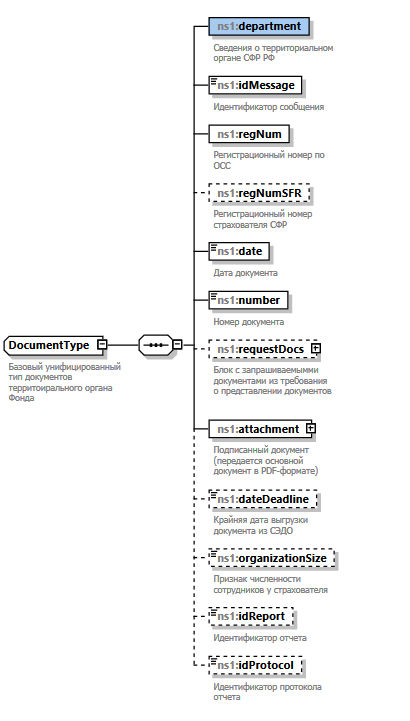 ns1:department
Сведения о территориальном
органе СФР РФ
ns1:idMessage
Идентификатор сообщения
ns1:regNum
Регистрационный номер по
ОСС
ns1:regNumSFR
Регистрационный номер
страхователя СФР
ns1:date
Дата документа
ns1:number
Номер документа
DocumentType
Базовый унифицированный
тип документов
территоирального органа
Фонда
ns1:requestDocs
Блок с запрашиваемыми
документами из требования
о представлении документов
ns1:attachment
Подписанный документ
(передается основной
документ в PDF-формате)
ns1:dateDeadline
Крайняя дата выгрузки
документа из СЭДО
ns1:organizationSize
Признак численности
сотрудников у страхователя
ns1:idReport
Идентификатор отчета
ns1:idProtocol
Идентификатор протокола
отчета